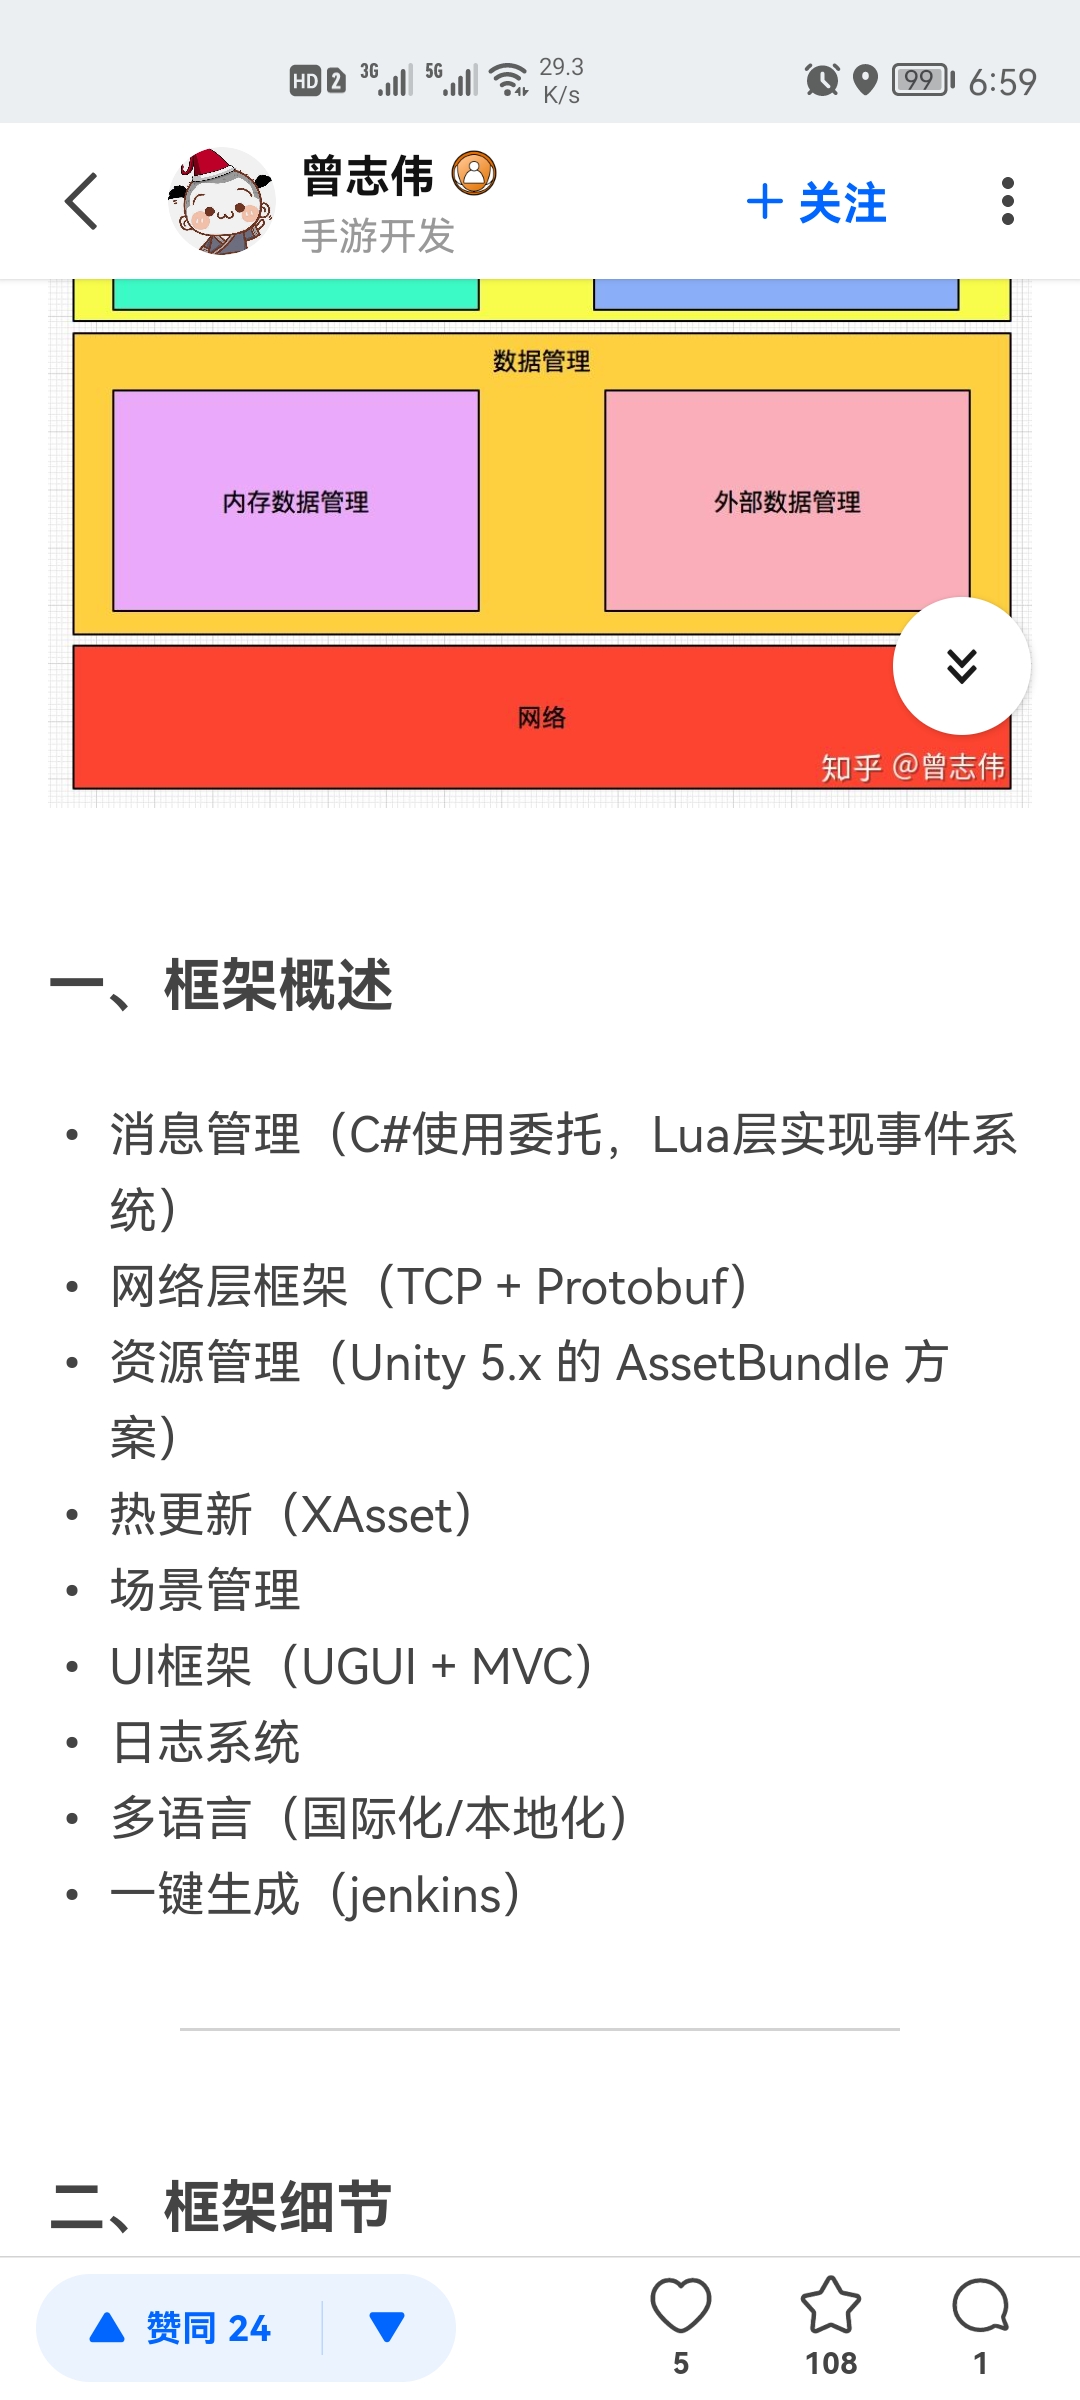 HD 2 3G 5G 29.3 K/s 99 6:59
曾志伟
手游开发
+ 关注
数据管理
内存数据管理
外部数据管理
网络
知乎 @曾志伟
一、框架概述
• 消息管理（C#使用委托，Lua层实现事件系
统）
• 网络层框架（TCP + Protobuf）
• 资源管理（Unity 5.x 的 AssetBundle 方
案）
• 热更新（XAsset）
• 场景管理
• UI框架（UGUI + MVC）
• 日志系统
• 多语言（国际化/本地化）
• 一键生成（jenkins）
二、框架细节
赞同 24
5
108
1